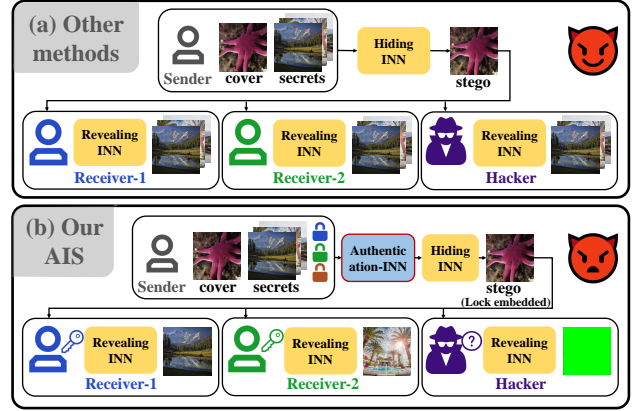 (a) Other
methods
Sender
cover
secrets
Hiding
INN
stego
Revealing
INN
Receiver-1
Revealing
INN
Receiver-2
Revealing
INN
Hacker
(b) Our
AIS
Sender
cover
secrets
Authentic
ation-INN
Hiding
INN
stego
(Lock embedded)
Revealing
INN
Receiver-1
Revealing
INN
Receiver-2
?
Revealing
INN
Hacker